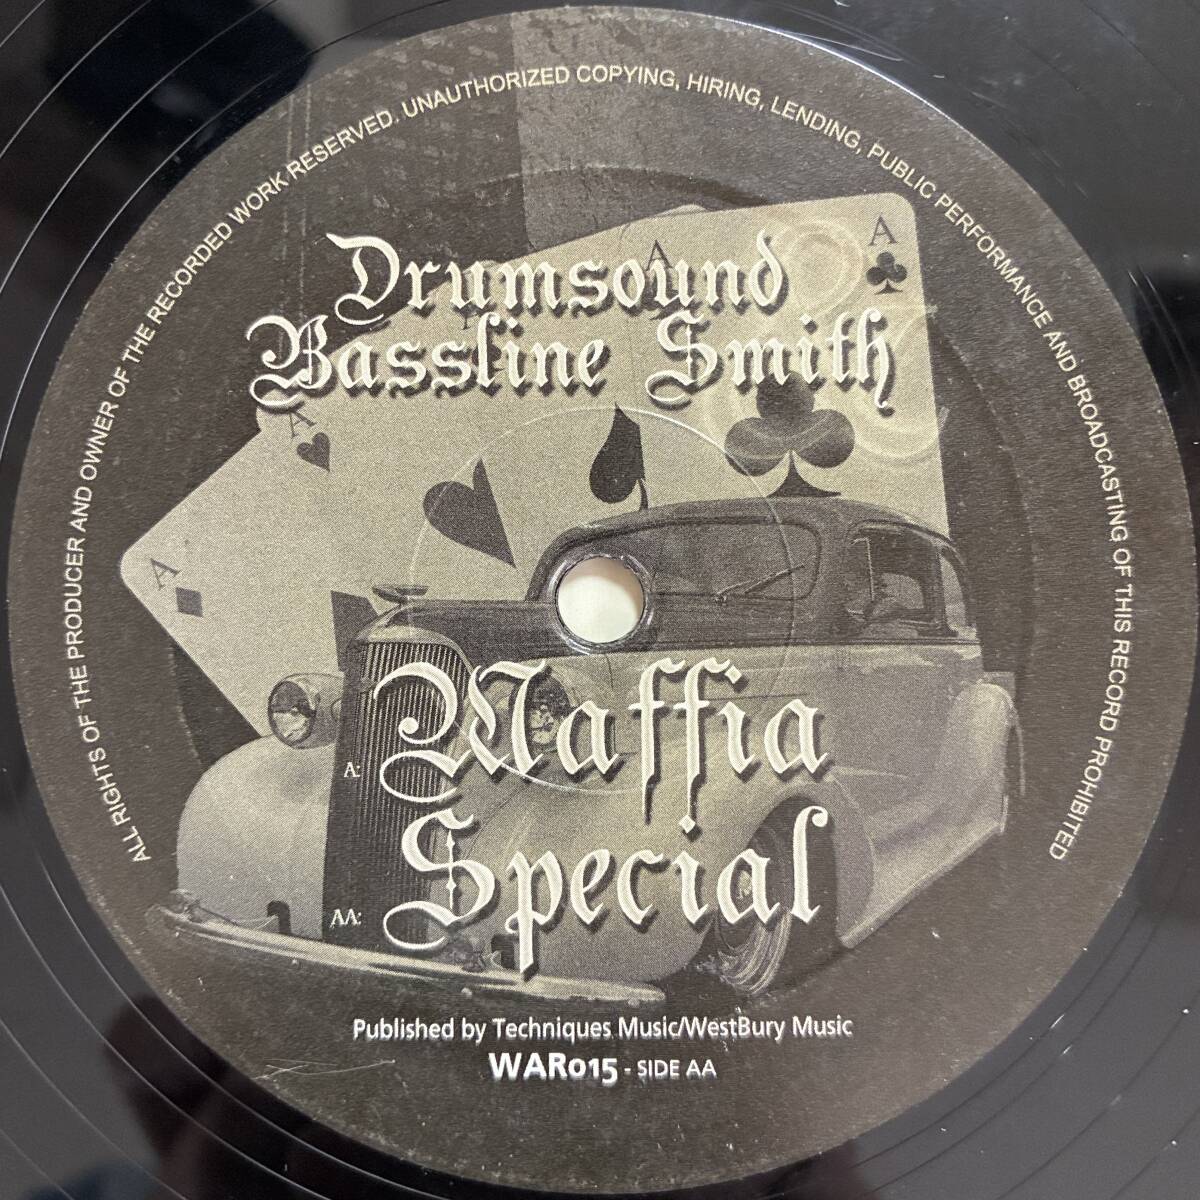 ALL RIGHTS OF THE PRODUCER AND OWNER OF THE RECORDED WORK RESERVED. UNAUTHORIZED COPYING, HIRING, LENDING, PUBLIC PERFORMANCE AND BROADCASTING OF THIS RECORD PROHIBITED
A
A
A
A
Drumsound
Bassline Smith
A: Maffia
AA: Special
Published by Techniques Music/WestBury Music
WAR015 - SIDE AA